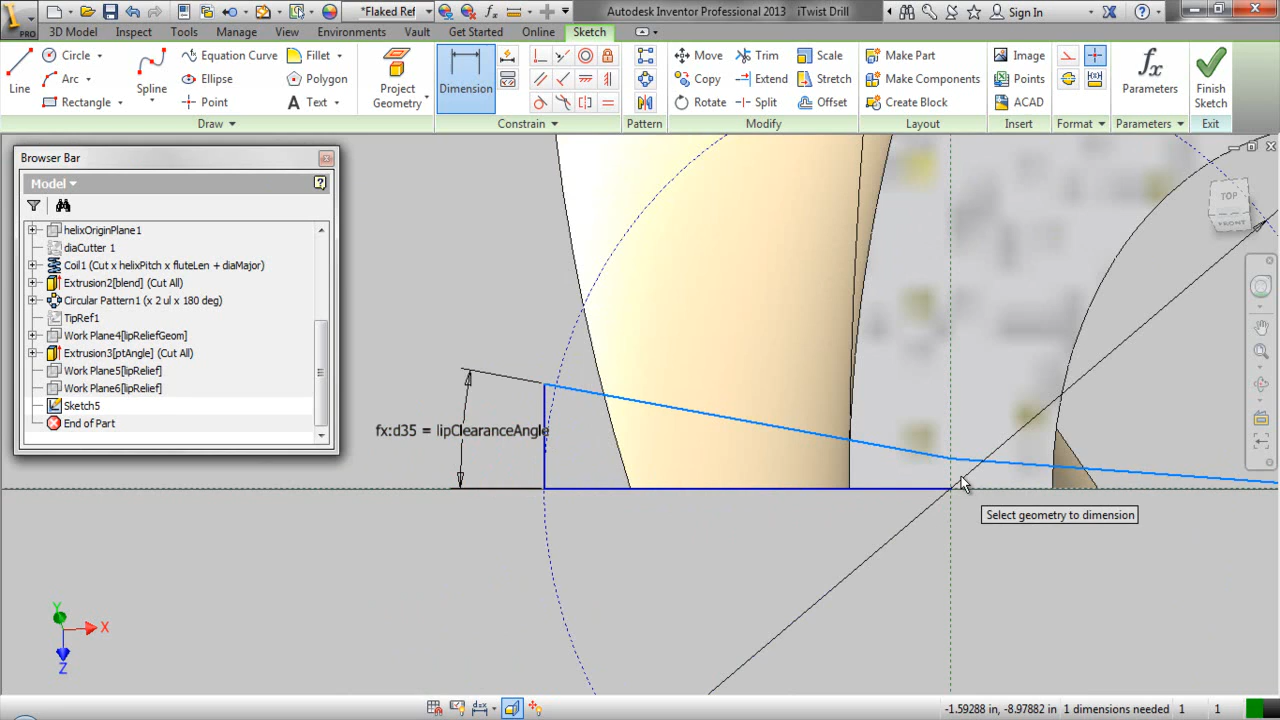 PRO
*Flaked Ref
Autodesk Inventor Professional 2013 iTwist Drill
Sign In
3D Model Inspect Tools Manage View Environments Vault Get Started Online Sketch
Line
Circle
Arc
Rectangle
Spline
Equation Curve
Ellipse
Point
Fillet
Polygon
Text
Project Geometry
Dimension
Move
Copy
Rotate
Trim
Extend
Split
Scale
Stretch
Offset
Make Part
Make Components
Create Block
Image
Points
ACAD
Parameters
Finish Sketch
Draw
Constrain
Pattern
Modify
Layout
Insert
Format
Parameters
Exit
Browser Bar
Model
helixOriginPlane1
diaCutter 1
Coil1 (Cut x helixPitch x fluteLen + diaMajor)
Extrusion2[blend] (Cut All)
Circular Pattern1 (x 2 ul x 180 deg)
TipRef1
Work Plane4[lipReliefGeom]
Extrusion3[ptAngle] (Cut All)
Work Plane5[lipRelief]
Work Plane6[lipRelief]
Sketch5
End of Part
TOP
FRONT
fx:d35 = lipClearanceAngle
Select geometry to dimension
Y
X
Z
-1.59288 in, -8.97882 in 1 dimensions needed 1 1